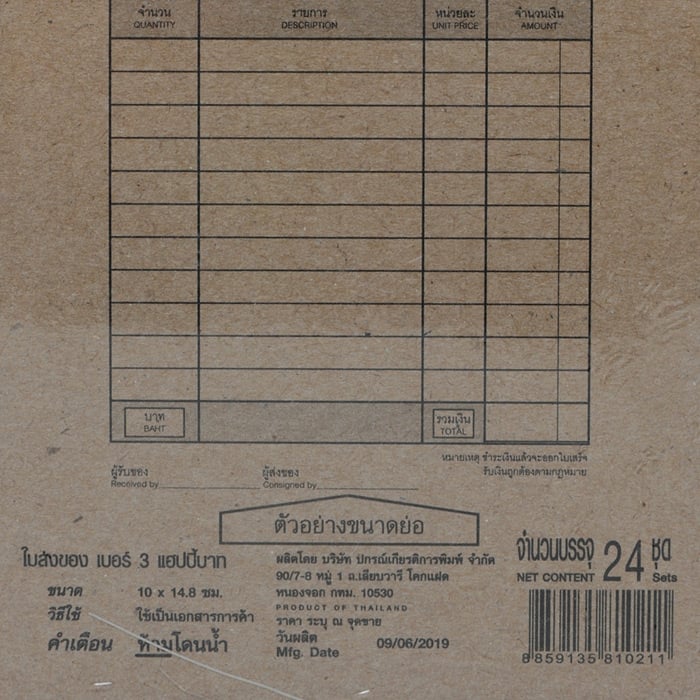 จำนวน รายการ หน่วยละ จำนวนเงิน
QUANTITY DESCRIPTION UNIT PRICE AMOUNT
บาท รวมเงิน
BAHT TOTAL
หมายเหตุ ชำระเงินแล้วจะออกใบเสร็จ
รับเงินถูกต้องตามกฎหมาย
ผู้รับของ ผู้ส่งของ
Received by Consigned by
ตัวอย่างขนาดย่อ
ใบส่งของ เบอร์ 3 แฮปปี้บาท
ขนาด 10 x 14.8 ซม.
วิธีใช้ ใช้เป็นเอกสารการค้า
คำเตือน ห้ามโดนน้ำ
ผลิตโดย บริษัท ปกรณ์เกียรติการพิมพ์ จำกัด
90/7-8 หมู่ 1 ถ.เลียบวารี โคกแฝด
หนองจอก กทม. 10530
PRODUCT OF THAILAND
ราคา ระบุ ณ จุดขาย
วันผลิต
Mfg. Date 09/06/2019
จำนวนบรรจุ 24 ชุด
NET CONTENT Sets
8 859135 810211